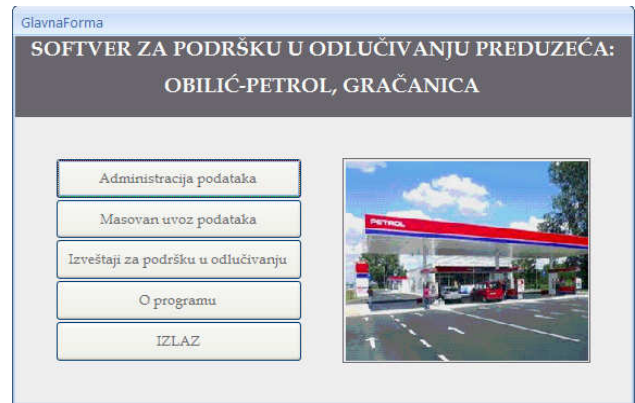 GlavnaForma
SOFTVER ZA PODRŠKU U ODLUČIVANJU PREDUZEĆA:
OBILIĆ-PETROL, GRAČANICA
Administracija podataka
PETROL
Masovan uvoz podataka
Izveštaji za podršku u odlučivanju
O programu
IZLAZ